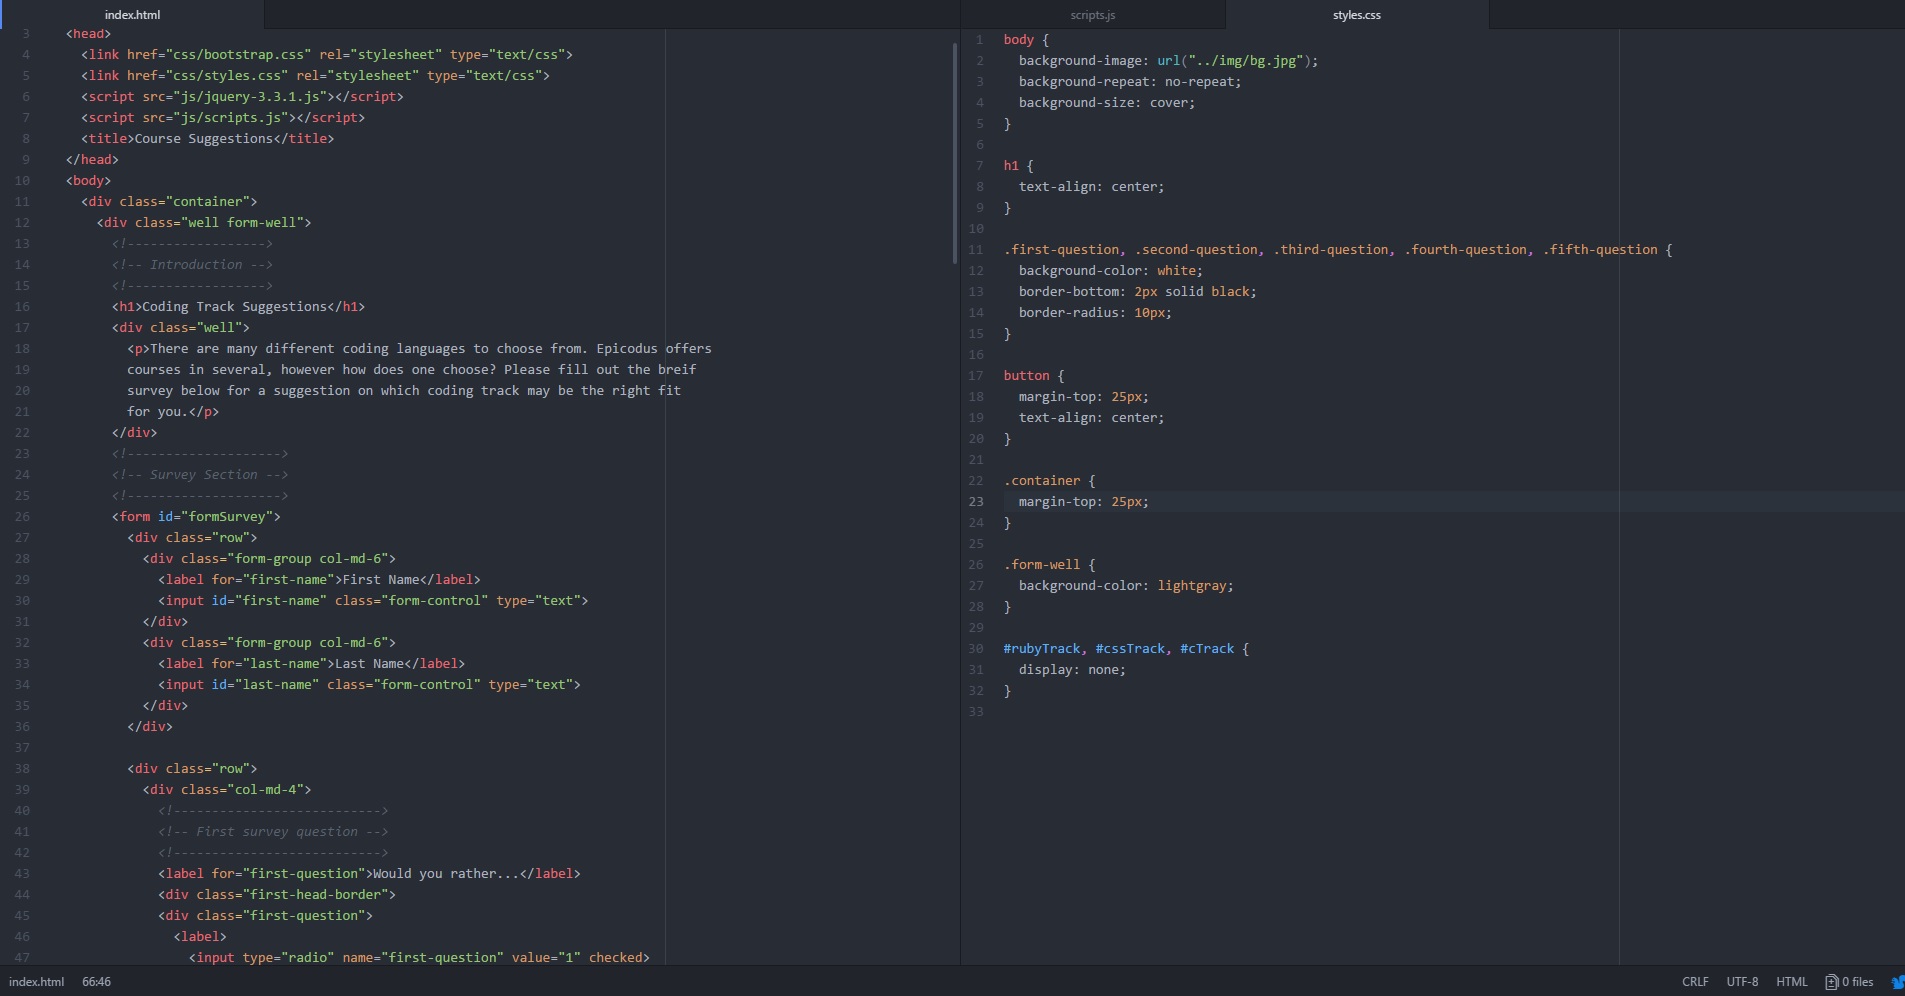 index.html
3 <head>
4 <link href="css/bootstrap.css" rel="stylesheet" type="text/css">
5 <link href="css/styles.css" rel="stylesheet" type="text/css">
6 <script src="js/jquery-3.3.1.js"></script>
7 <script src="js/scripts.js"></script>
8 <title>Course Suggestions</title>
9 </head>
10 <body>
11 <div class="container">
12 <div class="well form-well">
13 <!------------------>
14 <!-- Introduction -->
15 <!------------------>
16 <h1>Coding Track Suggestions</h1>
17 <div class="well">
18 <p>There are many different coding languages to choose from. Epicodus offers
19 courses in several, however how does one choose? Please fill out the breif
20 survey below for a suggestion on which coding track may be the right fit
21 for you.</p>
22 </div>
23 <!-------------------->
24 <!-- Survey Section -->
25 <!-------------------->
26 <form id="formSurvey">
27 <div class="row">
28 <div class="form-group col-md-6">
29 <label for="first-name">First Name</label>
30 <input id="first-name" class="form-control" type="text">
31 </div>
32 <div class="form-group col-md-6">
33 <label for="last-name">Last Name</label>
34 <input id="last-name" class="form-control" type="text">
35 </div>
36 </div>
37
38 <div class="row">
39 <div class="col-md-4">
40 <!--------------------------->
41 <!-- First survey question -->
42 <!--------------------------->
43 <label for="first-question">Would you rather...</label>
44 <div class="first-head-border">
45 <div class="first-question">
46 <label>
47 <input type="radio" name="first-question" value="1" checked>
scripts.js
styles.css
1 body {
2 background-image: url("../img/bg.jpg");
3 background-repeat: no-repeat;
4 background-size: cover;
5 }
6
7 h1 {
8 text-align: center;
9 }
10
11 .first-question, .second-question, .third-question, .fourth-question, .fifth-question {
12 background-color: white;
13 border-bottom: 2px solid black;
14 border-radius: 10px;
15 }
16
17 button {
18 margin-top: 25px;
19 text-align: center;
20 }
21
22 .container {
23 margin-top: 25px;
24 }
25
26 .form-well {
27 background-color: lightgray;
28 }
29
30 #rubyTrack, #cssTrack, #cTrack {
31 display: none;
32 }
33
index.html 66:46
CRLF UTF-8 HTML 0 files